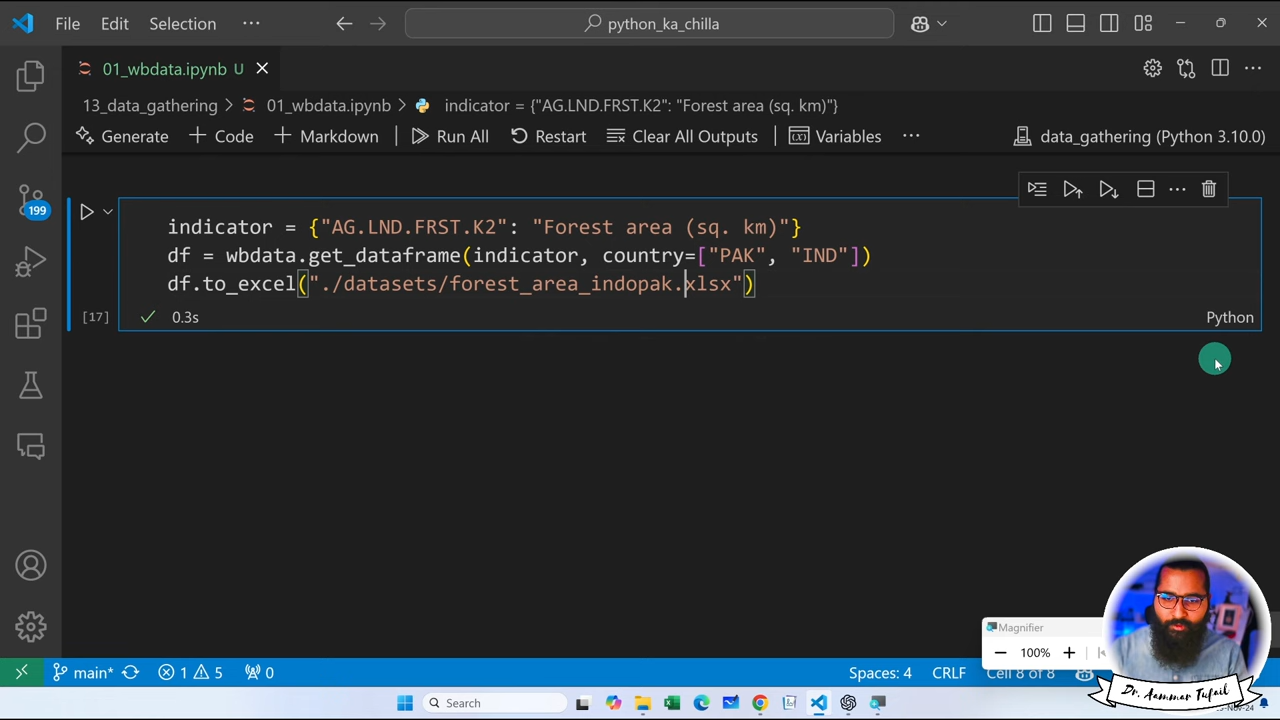 File Edit Selection ··· python_ka_chilla
01_wbdata.ipynb U
13_data_gathering > 01_wbdata.ipynb > indicator = {"AG.LND.FRST.K2": "Forest area (sq. km)"}
Generate + Code + Markdown Run All Restart Clear All Outputs Variables ··· data_gathering (Python 3.10.0)
indicator = {"AG.LND.FRST.K2": "Forest area (sq. km)"}
df = wbdata.get_dataframe(indicator, country=["PAK", "IND"])
df.to_excel("./datasets/forest_area_indopak.xlsx")
[17] 0.3s Python
199
Magnifier
100%
main* 1 5 0 Spaces: 4 CRLF Cell 8 of 8
Dr. Aammar Tufail
Search
Nov-24